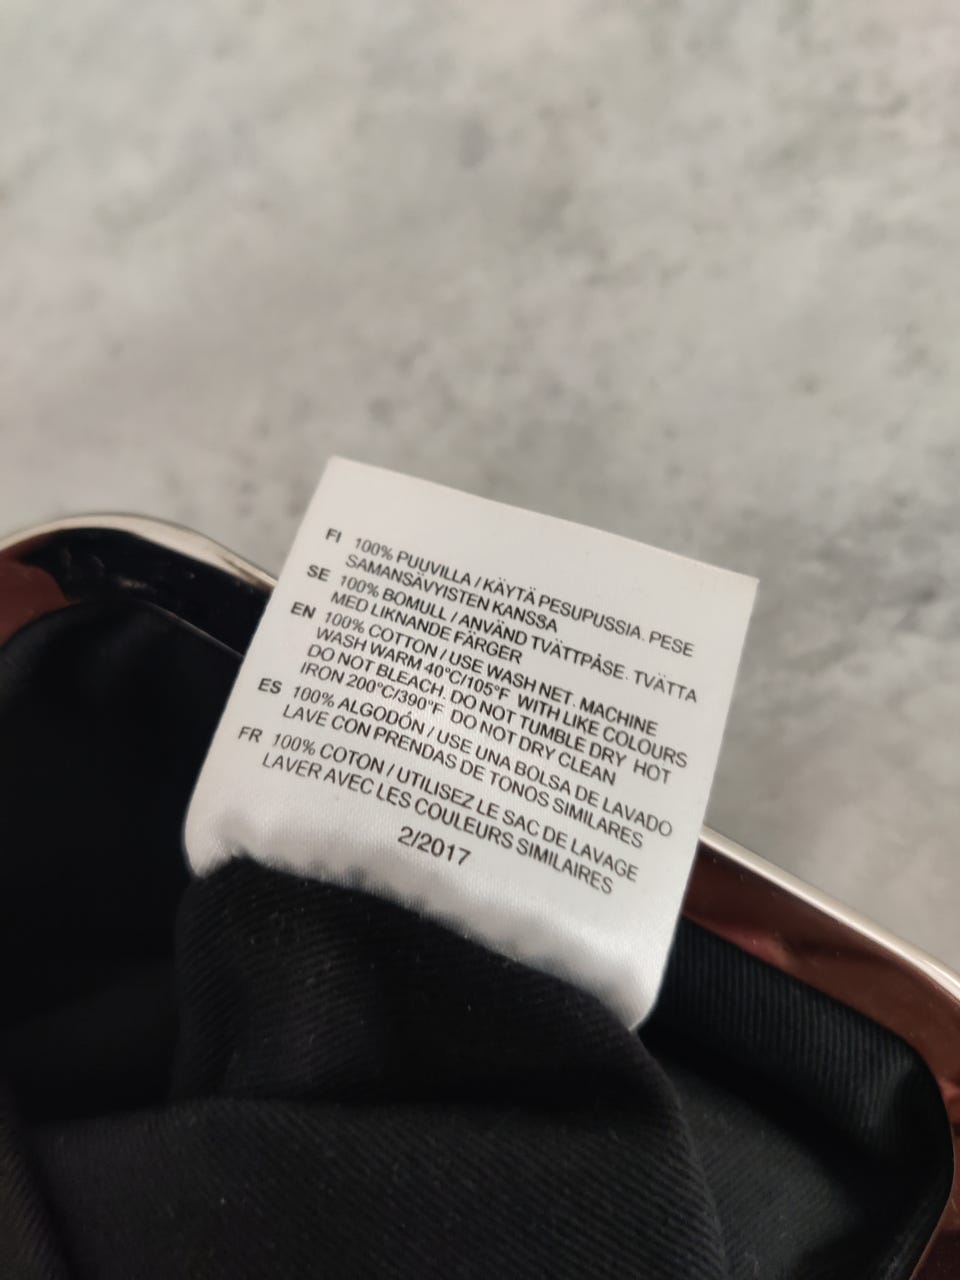 FI 100% PUUVILLA / KÄYTÄ PESUPUSSIA. PESE
SAMANSÄVYISTEN KANSSA
SE 100% BOMULL / ANVÄND TVÄTTPÅSE. TVÄTTA
MED LIKNANDE FÄRGER
EN 100% COTTON / USE WASH NET. MACHINE
WASH WARM 40°C/105°F WITH LIKE COLOURS
DO NOT BLEACH. DO NOT TUMBLE DRY HOT
IRON 200°C/390°F DO NOT DRY CLEAN
ES 100% ALGODÓN / USE UNA BOLSA DE LAVADO
LAVE CON PRENDAS DE TONOS SIMILARES
FR 100% COTON / UTILISEZ LE SAC DE LAVAGE
LAVER AVEC LES COULEURS SIMILAIRES
2/2017